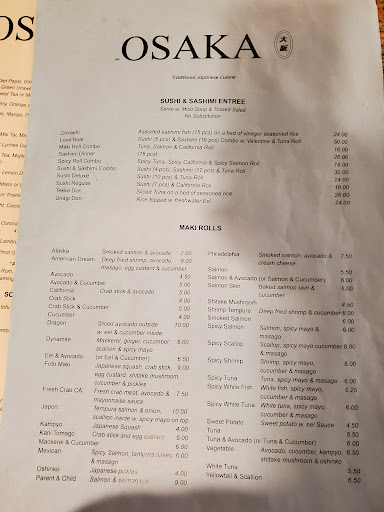 OSAKA
大阪
Traditional Japanese Cuisine
SUSHI & SASHIMI ENTREE
Serve w. Miso Soup & Tossed Salad
No Substitution
Chirashi Assorted sashimi fish (15 pcs) on a bed of vinegar seasoned rice 26.00
Love Boat Sushi (5 pcs) & Sashimi (16 pcs) Combo w. Valentine & Tuna Roll 50.00
Maki Roll Combo Tuna, Salmon & California Roll 16.00
Sashimi Dinner (18 pcs)
Spicy Roll Combo Spicy Tuna, Spicy California & Spicy Salmon Roll 18.00
Sushi & Sashimi Combo Sushi (4 pcs), Sashimi (12 pcs) & Tuna Roll 30.00
Sushi Deluxe Sushi (10 pcs) & Tuna Roll 24.00
Sushi Regular Sushi (7 pcs) & California Roll 19.00
Tekka Don Sliced Tuna on a bed of seasoned rice 26.00
Unagi Don Rice topped w. freshwater Eel 24.00
MAKI ROLLS
Alaska Smoked salmon & avocado 7.00
American Dream Deep fried shrimp, avocado, 8.00
masago, egg custard & cucumber
Avocado 4.50
Avocado & Cucumber 5.00
California Crab stick & avocado 5.00
Crab Stick 4.00
Crab Stick & Cucumber 5.00
Cucumber 4.00
Dragon Sliced avocado outside 10.00
w. eel & cucumber inside
Dynamite Mackerel, ginger, cucumber, 6.00
scallion & spicy mayo
Eel & Avocado (or Eel & Cucumber) 6.50
Futo Maki Japanese squash, crab stick, 9.00
egg custard, shiitake mushroom,
cucumber & pickles
Fresh Crab CA Fresh crab meat, avocado & 7.50
mayonnaise sauce
Japon Tempura salmon & onion, 10.00
scallion inside w. spicy mayo on top
Kampyo Japanese Squash 4.00
Kani Tamago Crab stick and egg custard 5.00
Mackerel & Cucumber 6.00
Mexican Spicy Salmon, tempura flakes, 6.00
& masago
Oshinko Japanese pickles 4.00
Parent & Child Salmon & salmon roe 9.00
Philadelphia Smoked salmon, avocado & 7.50
cream cheese
Salmon 5.50
Salmon & Avocado (or Salmon & Cucumber) 6.00
Salmon Skin Baked salmon skin & 6.00
cucumber
Shiitake Mushroom 4.50
Shrimp Tempura Deep fried shrimp & cucumber 6.00
Smoked Salmon 6.00
Spicy Salmon Salmon, spicy mayo, 6.00
cucumber & masago
Spicy Scallop Scallop, spicy mayo, cucumber 8.00
& masago
Spicy Shrimp Shrimp, spicy mayo, 8.00
cucumber & masago
Spicy Tuna Tuna, spicy mayo & masago 6.00
Spicy White Fish White fish, spicy mayo, 6.25
cucumber & masago
Spicy White Tuna White tuna, spicy mayo, 6.00
cucumber & masago
Sweet Potato Sweet potato w. eel Sauce 4.50
Tuna 5.50
Tuna & Avocado (or Tuna & Cucumber) 6.00
Vegetable Avocado, cucumber, kampyo, 6.50
shiitake mushroom & oshinko
White Tuna 5.50
Yellowtail & Scallion 6.50